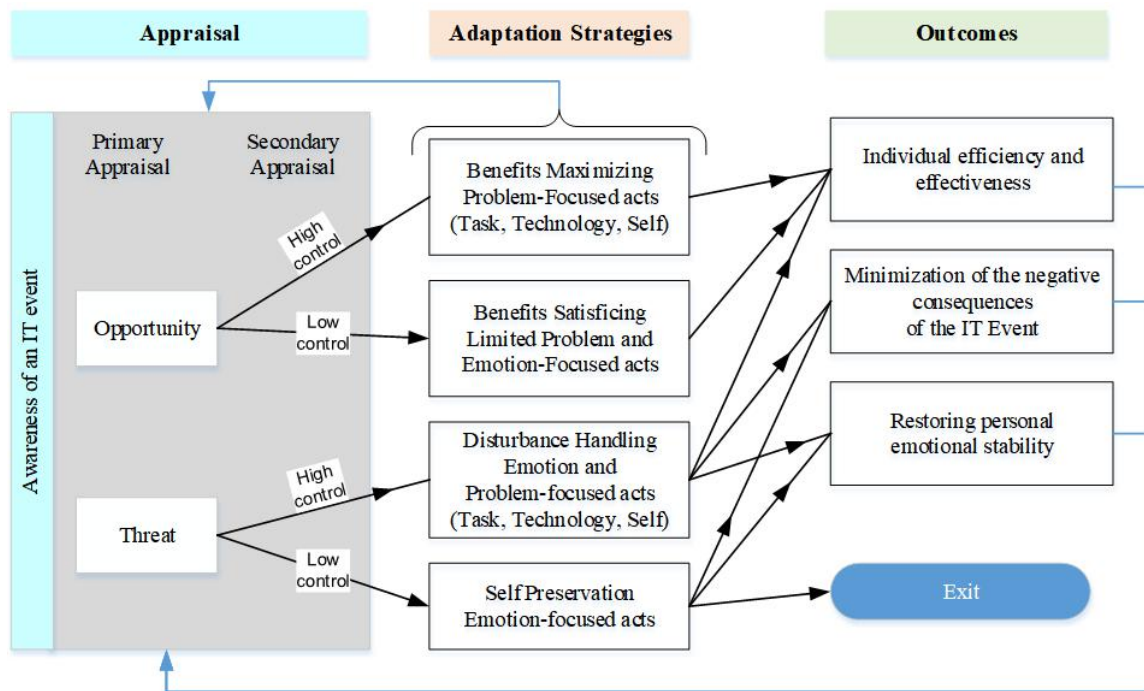 Appraisal
Adaptation Strategies
Outcomes
Awareness of an IT event
Primary
Appraisal
Secondary
Appraisal
Opportunity
High
control
Low
control
Threat
High
control
Low
control
Benefits Maximizing
Problem-Focused acts
(Task, Technology, Self)
Benefits Satisficing
Limited Problem and
Emotion-Focused acts
Disturbance Handling
Emotion and
Problem-focused acts
(Task, Technology, Self)
Self Preservation
Emotion-focused acts
Individual efficiency and
effectiveness
Minimization of the negative
consequences
of the IT Event
Restoring personal
emotional stability
Exit